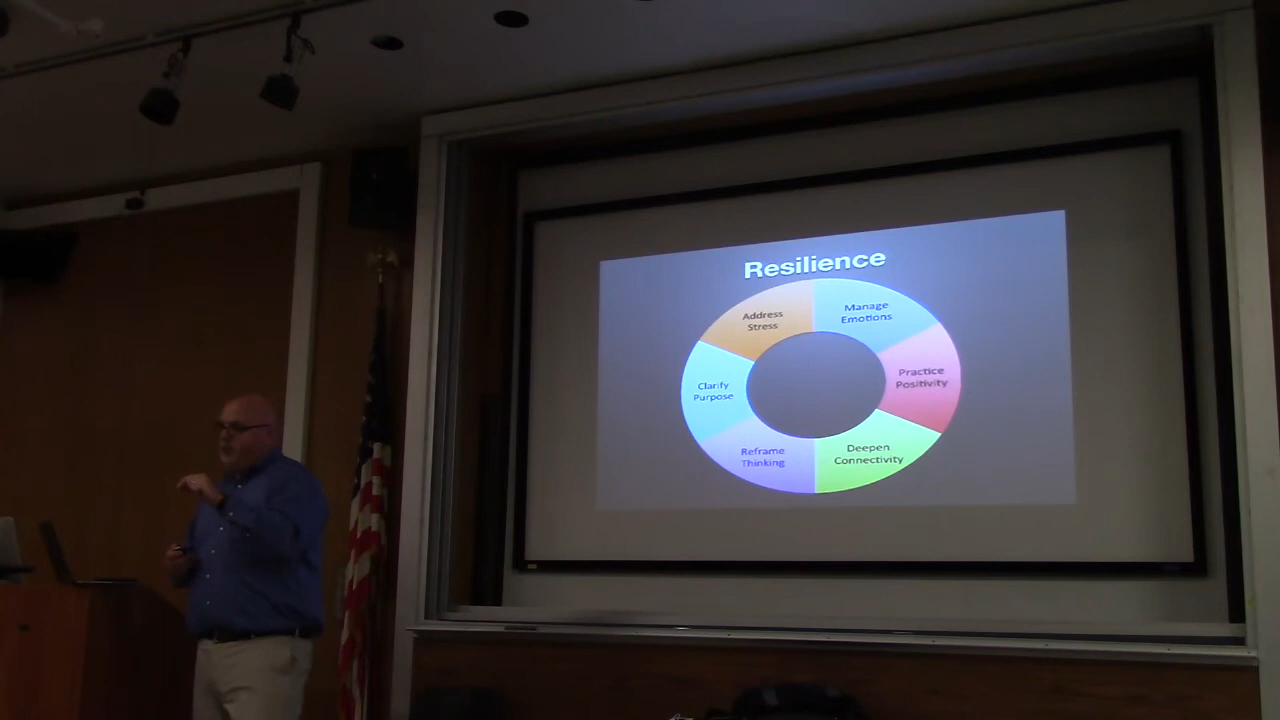 Resilience
Manage
Emotions
Practice
Positivity
Deepen
Connectivity
Reframe
Thinking
Clarify
Purpose
Address
Stress